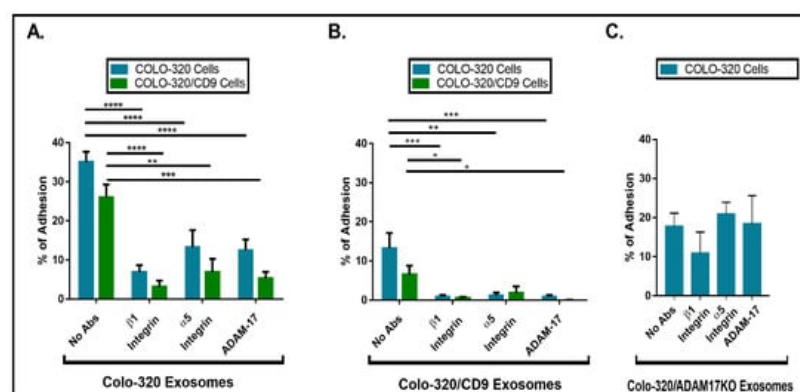 A.
COLO-320 Cells
COLO-320/CD9 Cells
****
****
****
****
**
***
% of Adhesion
40
30
20
10
0
No Abs
β1
Integrin
α5
Integrin
ADAM-17
Colo-320 Exosomes
B.
COLO-320 Cells
COLO-320/CD9 Cells
***
**
***
*
*
% of Adhesion
40
30
20
10
0
No Abs
β1
Integrin
α5
Integrin
ADAM-17
Colo-320/CD9 Exosomes
C.
COLO-320 Cells
% of Adhesion
40
30
20
10
0
No Abs
β1
Integrin
α5
Integrin
ADAM-17
Colo-320/ADAM17KO Exosomes